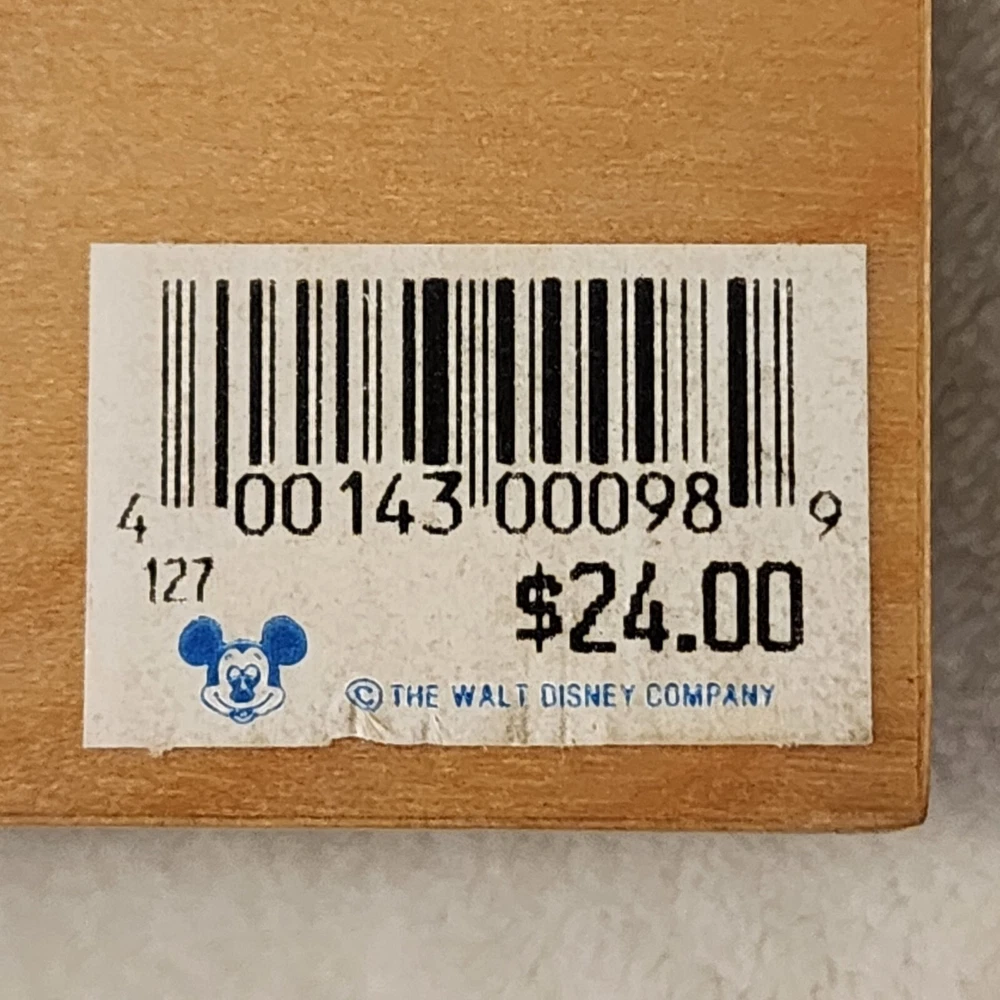 4 00143 00098 9
127
$24.00
© THE WALT DISNEY COMPANY